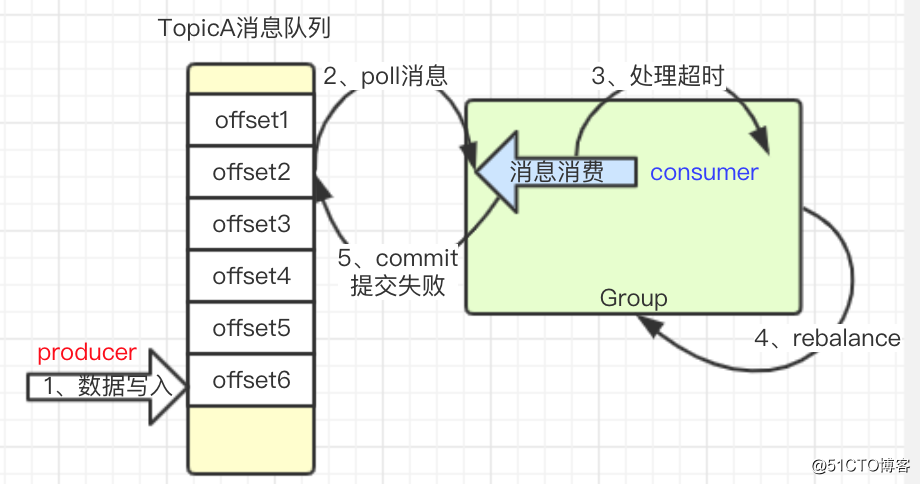 TopicA消息队列
2、poll消息
3、处理超时
offset1
offset2
消息消费
consumer
offset3
5、commit
提交失败
offset4
Group
offset5
4、rebalance
producer
1、数据写入
offset6
@51CTO博客